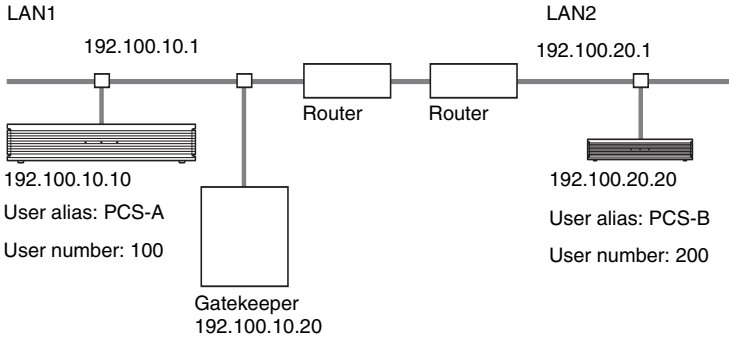 LAN1
LAN2
192.100.10.1
192.100.20.1
Router
Router
192.100.10.10
User alias: PCS-A
User number: 100
192.100.20.20
User alias: PCS-B
User number: 200
Gatekeeper
192.100.10.20